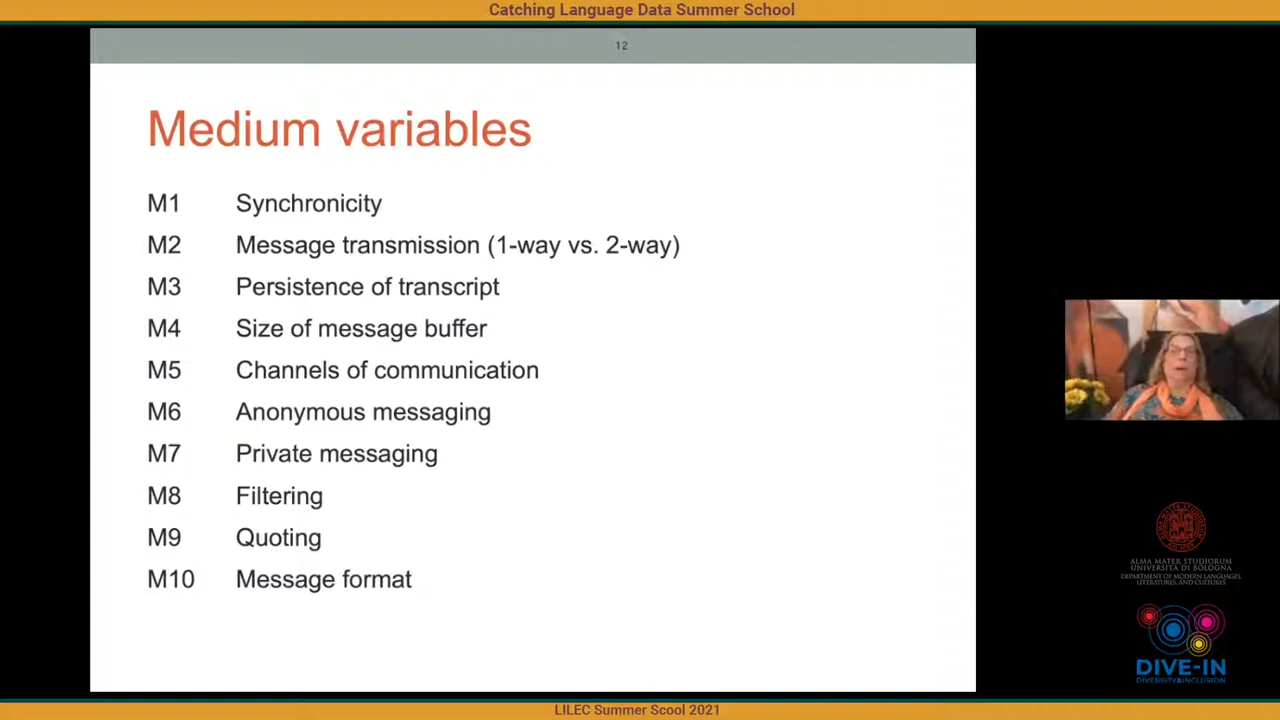 Catching Language Data Summer School
12
Medium variables
M1 Synchronicity
M2 Message transmission (1-way vs. 2-way)
M3 Persistence of transcript
M4 Size of message buffer
M5 Channels of communication
M6 Anonymous messaging
M7 Private messaging
M8 Filtering
M9 Quoting
M10 Message format
ALMA MATER STUDIORUM
UNIVERSITÀ DI BOLOGNA
DEPARTMENT OF MODERN LANGUAGES,
LITERATURES, AND CULTURES
DIVE-IN
DIVERSITY&INCLUSION
LILEC Summer Scool 2021